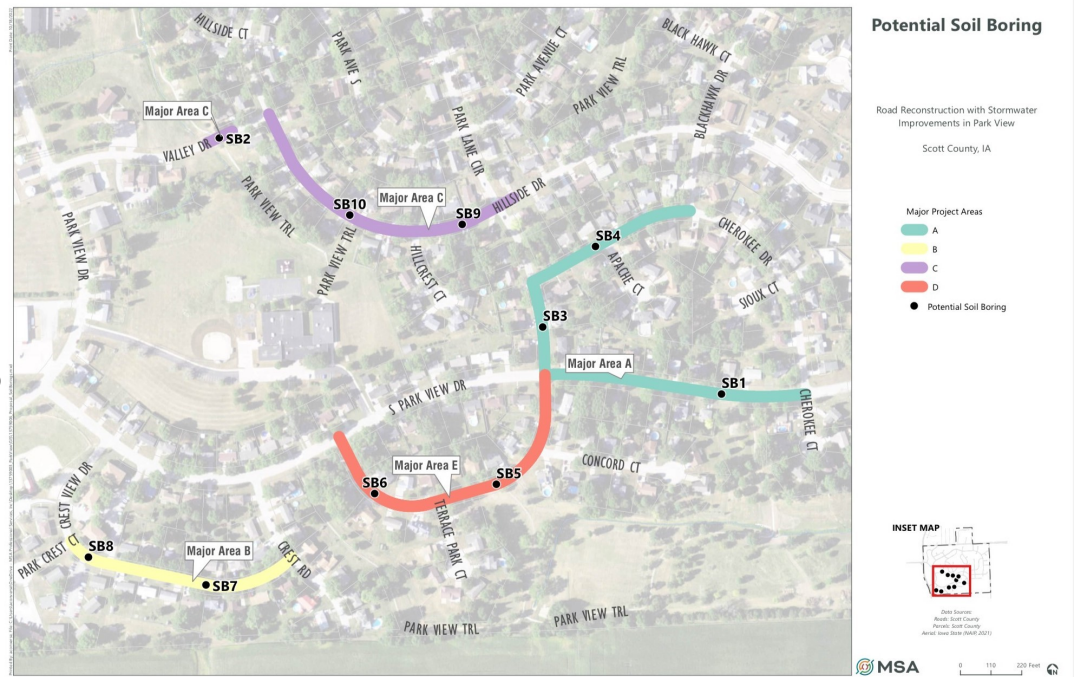 Potential Soil Boring
Road Reconstruction with Stormwater
Improvements in Park View
Scott County, IA
Major Project Areas
A
B
C
D
Potential Soil Boring
INSET MAP
Data Sources
Roads: Scott County
Parcels: Scott County
Aerial: Iowa State (NAIP, 2021)
MSA
0 110 220 Feet
N
HILLSIDE CT
PARK AVE S
PARK AVENUE CT
BLACK HAWK CT
PARK VIEW TRL
BLACKHAWK DR
Major Area C
SB2
VALLEY DR
PARK LANE CIR
PARK VIEW TRL
SB10
Major Area C
SB9
HILLSIDE DR
PARK VIEW DR
PARK VIEW TRL
HILLCREST CT
SB4
APACHE CT
CHEROKEE DR
SIOUX CT
SB3
Major Area A
SB1
CHEROKEE CT
S PARK VIEW DR
Major Area E
SB6
SB5
CONCORD CT
TERRACE PARK CT
CREST VIEW DR
PARK CREST CT
SB8
Major Area B
SB7
CREST RD
PARK VIEW TRL
PARK VIEW TRL